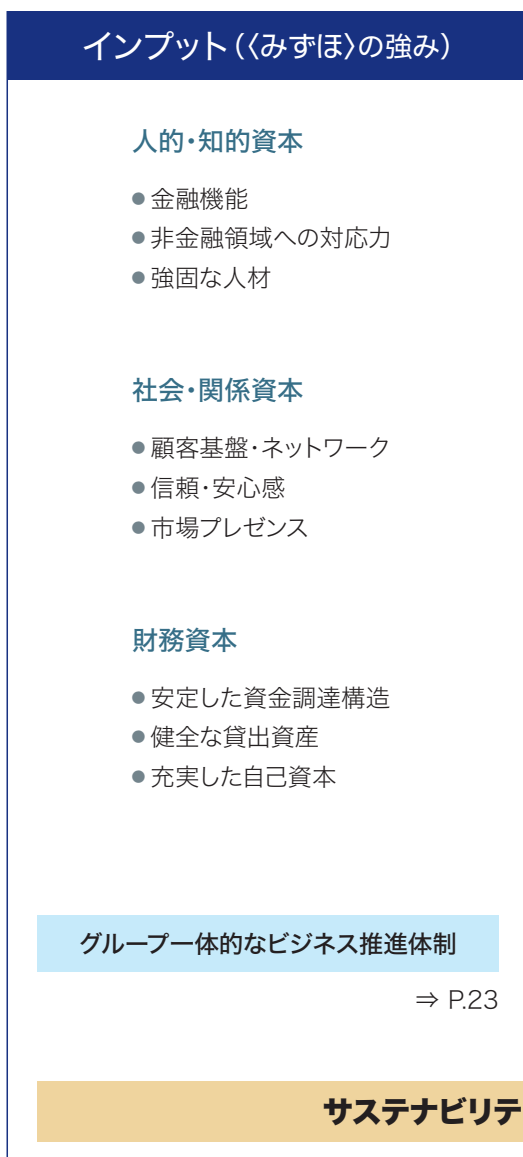 インプット(〈みずほ〉の強み)
人的・知的資本
●金融機能
●非金融領域への対応力
●強固な人材
社会・関係資本
●顧客基盤・ネットワーク
●信頼・安心感
●市場プレゼンス
財務資本
●安定した資金調達構造
●健全な貸出資産
●充実した自己資本
グループ一体的なビジネス推進体制
⇒ P.23
サステナビリテ